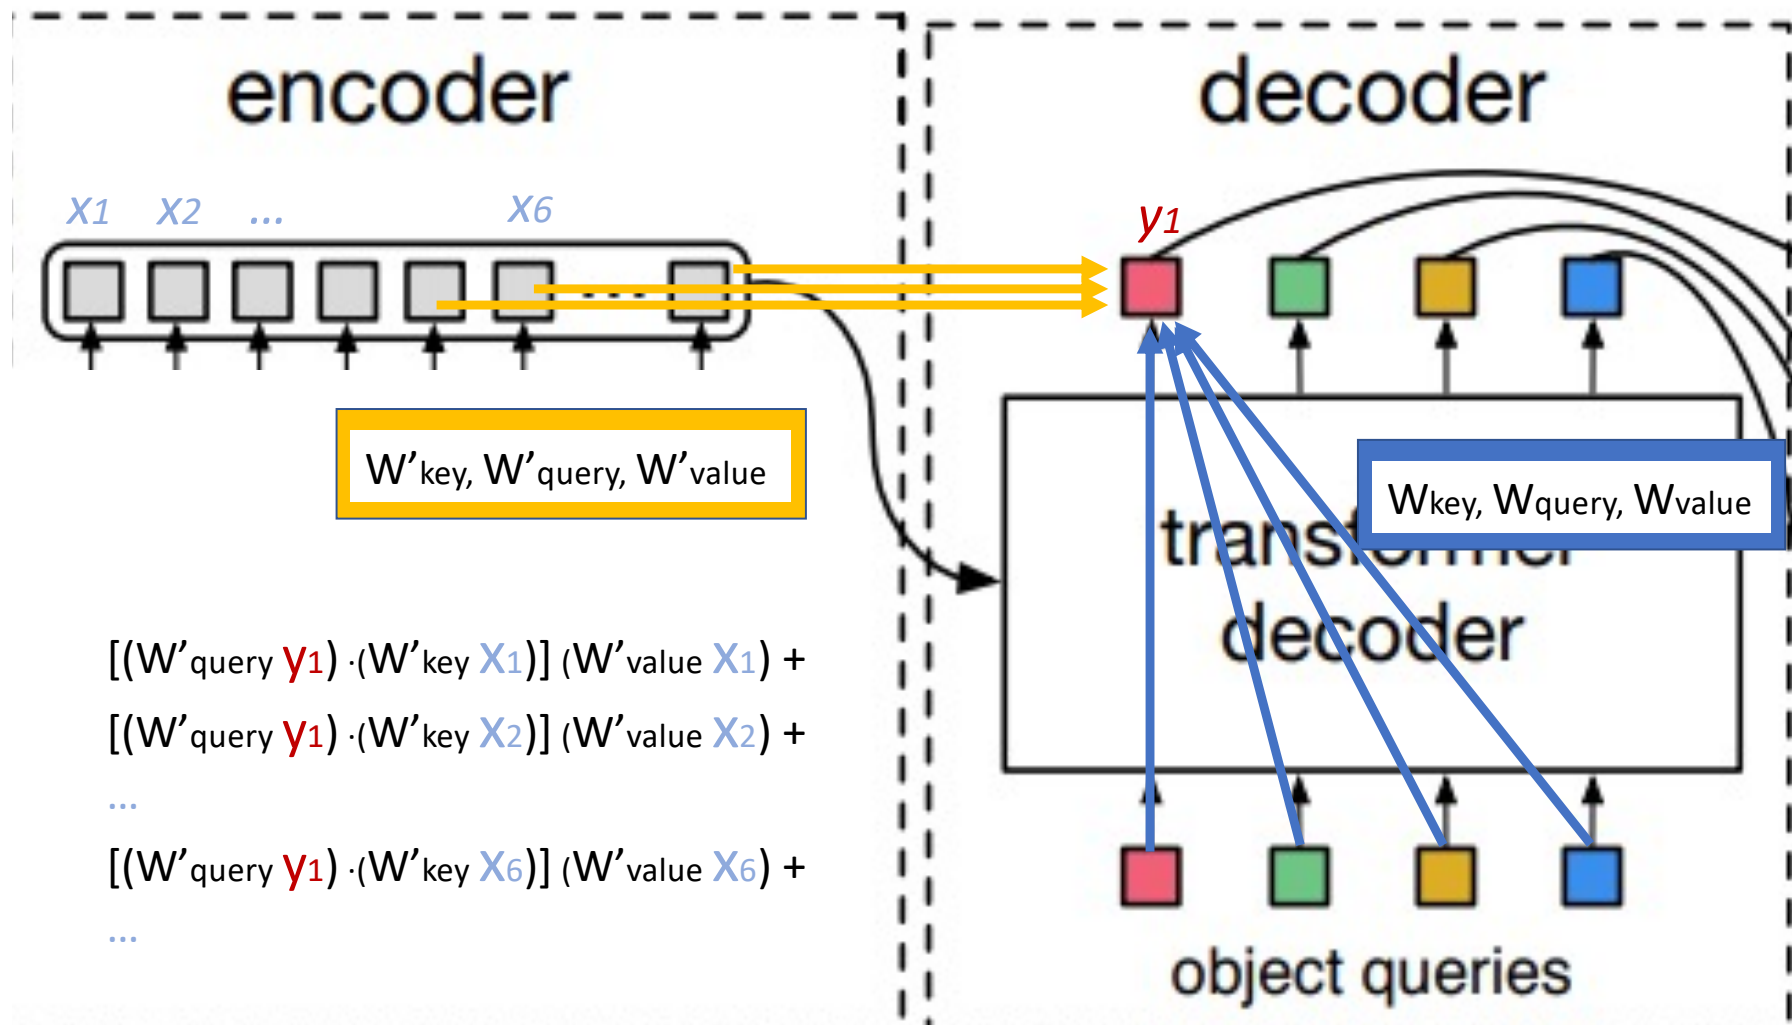 encoder
decoder
x1 x2 ... x6
y1
...
W'key, W'query, W'value
Wkey, Wquery, Wvalue
transformer
decoder
[(W'query y1) ·(W'key X1)] (W'value X1) +
[(W'query y1) ·(W'key X2)] (W'value X2) +
...
[(W'query y1) ·(W'key X6)] (W'value X6) +
...
object queries